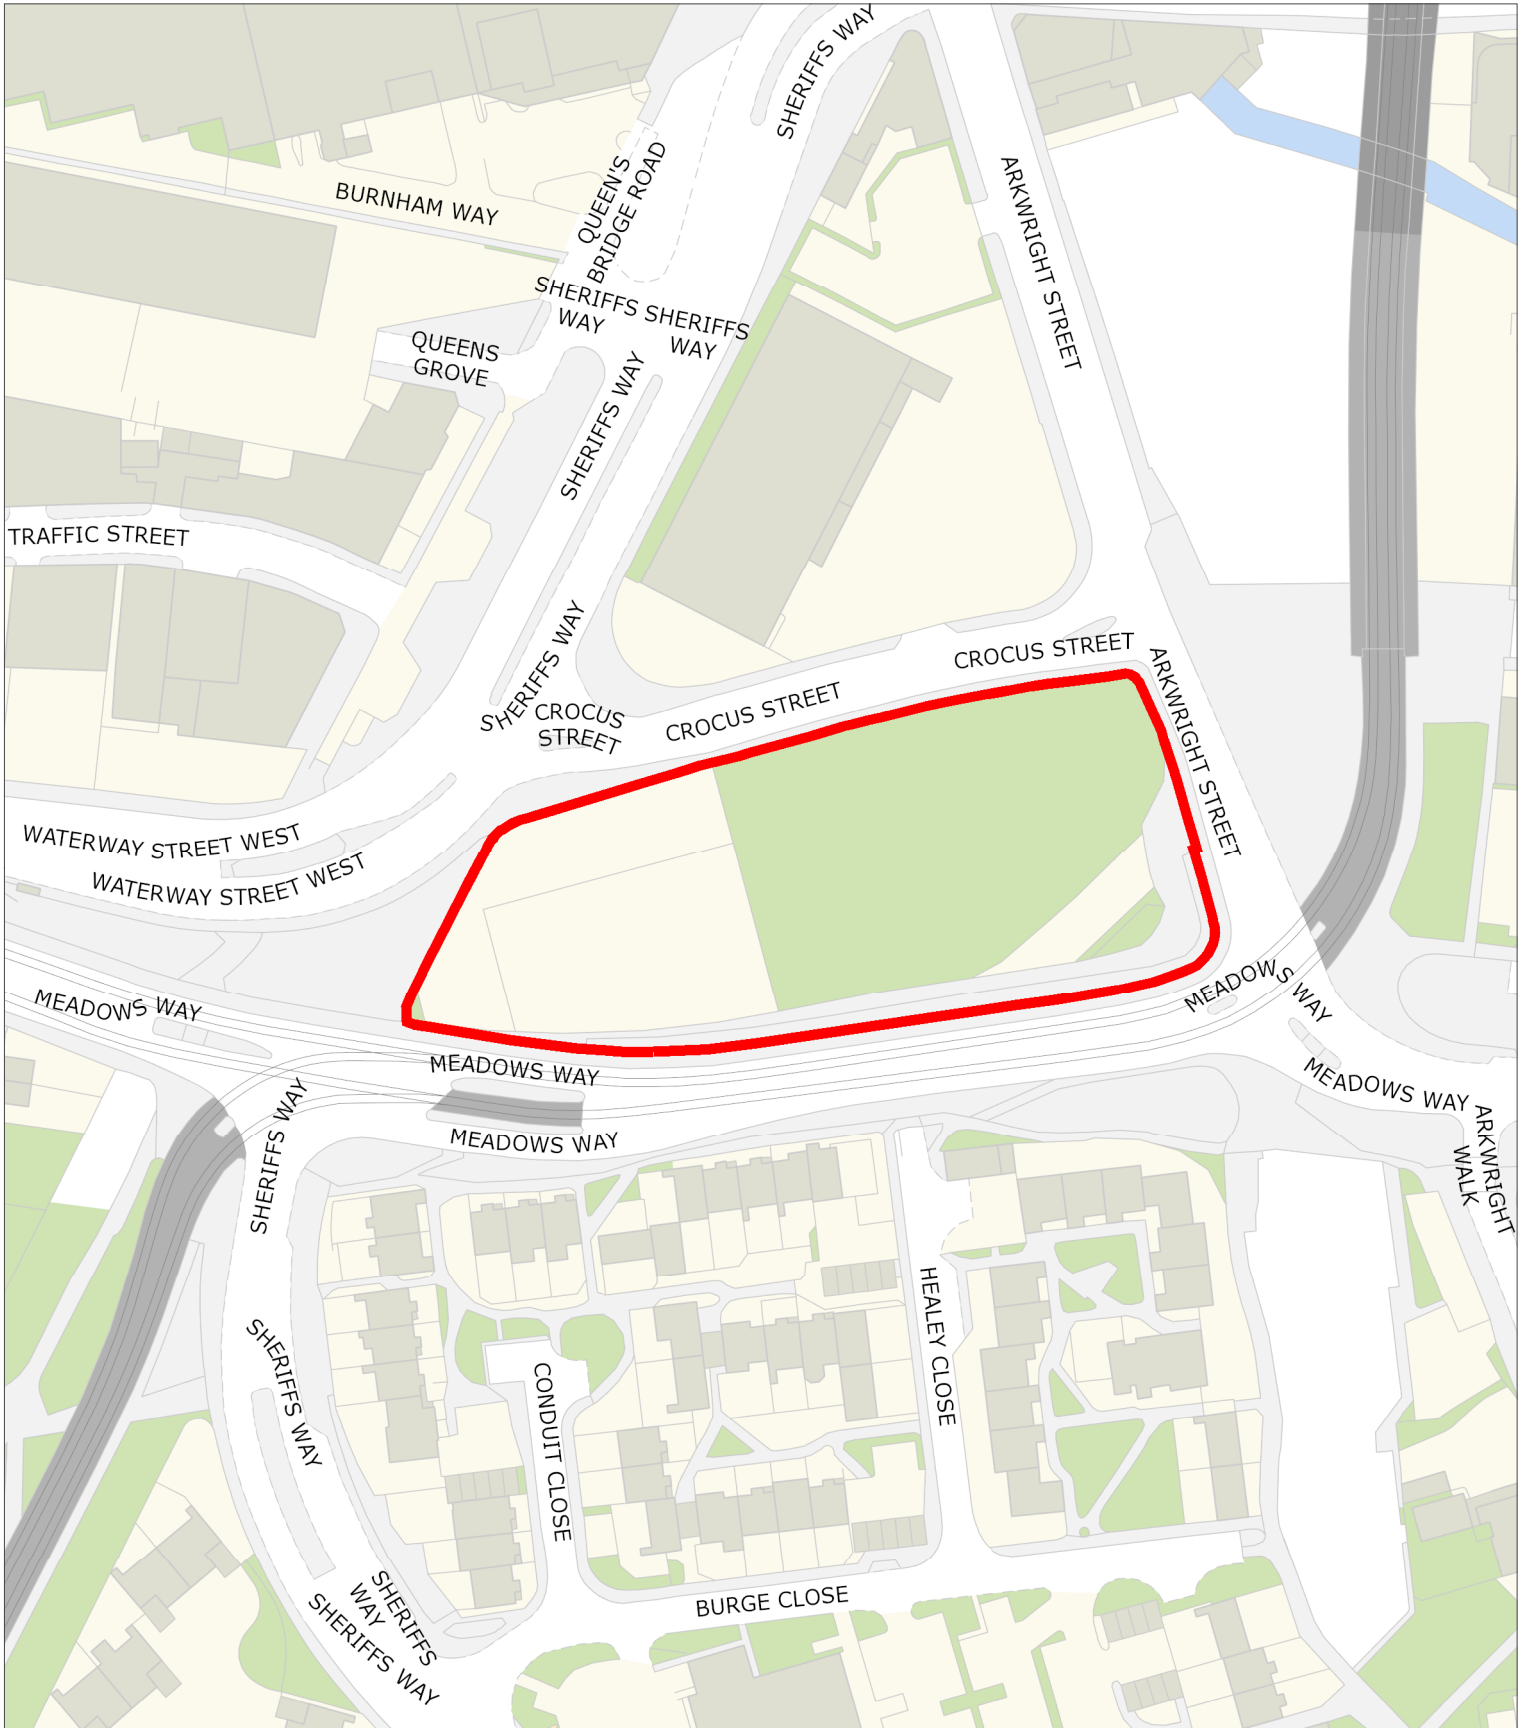 SHERIFFS WAY
QUEEN'S
BRIDGE ROAD
BURNHAM WAY
ARKWRIGHT STREET
SHERIFFS
WAY
SHERIFFS
WAY
QUEENS
GROVE
SHERIFFS WAY
TRAFFIC STREET
SHERIFFS WAY
CROCUS STREET
ARKWRIGHT STREET
CROCUS
STREET
CROCUS STREET
WATERWAY STREET WEST
WATERWAY STREET WEST
MEADOWS WAY
MEADOWS WAY
MEADOWS WAY
MEADOWS WAY
MEADOWS WAY
SHERIFFS WAY
ARKWRIGHT
WALK
HEALEY CLOSE
SHERIFFS WAY
CONDUIT CLOSE
BURGE CLOSE
SHERIFFS
WAY
SHERIFFS WAY